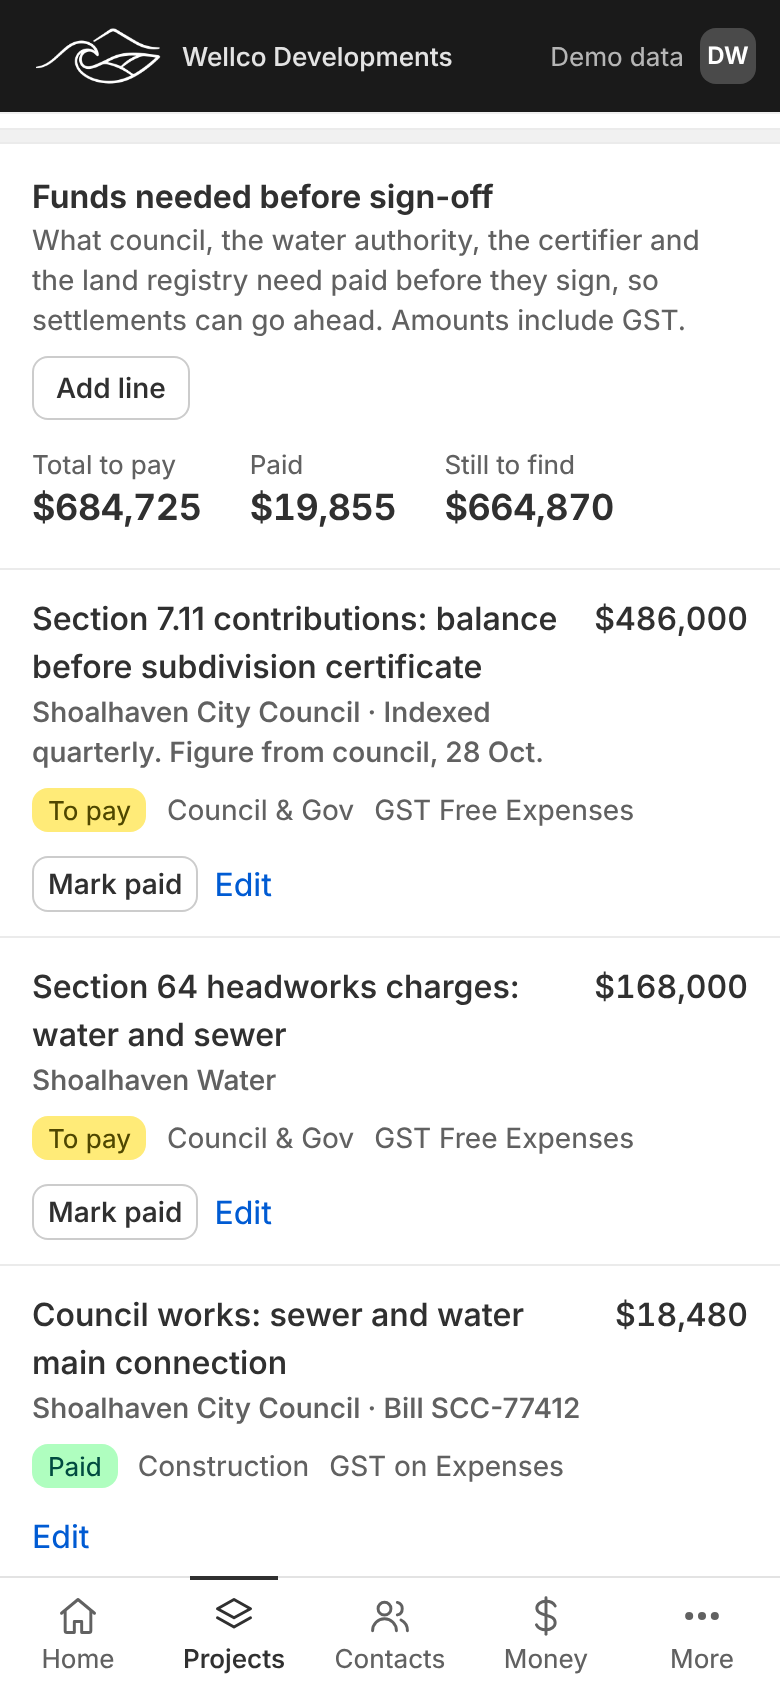 Wellco Developments
Demo data
DW
Funds needed before sign-off
What council, the water authority, the certifier and
the land registry need paid before they sign, so
settlements can go ahead. Amounts include GST.
Add line
Total to pay
Paid
Still to find
$684,725
$19,855
$664,870
Section 7.11 contributions: balance
before subdivision certificate
$486,000
Shoalhaven City Council · Indexed
quarterly. Figure from council, 28 Oct.
To pay
Council & Gov
GST Free Expenses
Mark paid
Edit
Section 64 headworks charges:
water and sewer
$168,000
Shoalhaven Water
To pay
Council & Gov
GST Free Expenses
Mark paid
Edit
Council works: sewer and water
main connection
$18,480
Shoalhaven City Council · Bill SCC-77412
Paid
Construction
GST on Expenses
Edit
Home
Projects
Contacts
Money
More